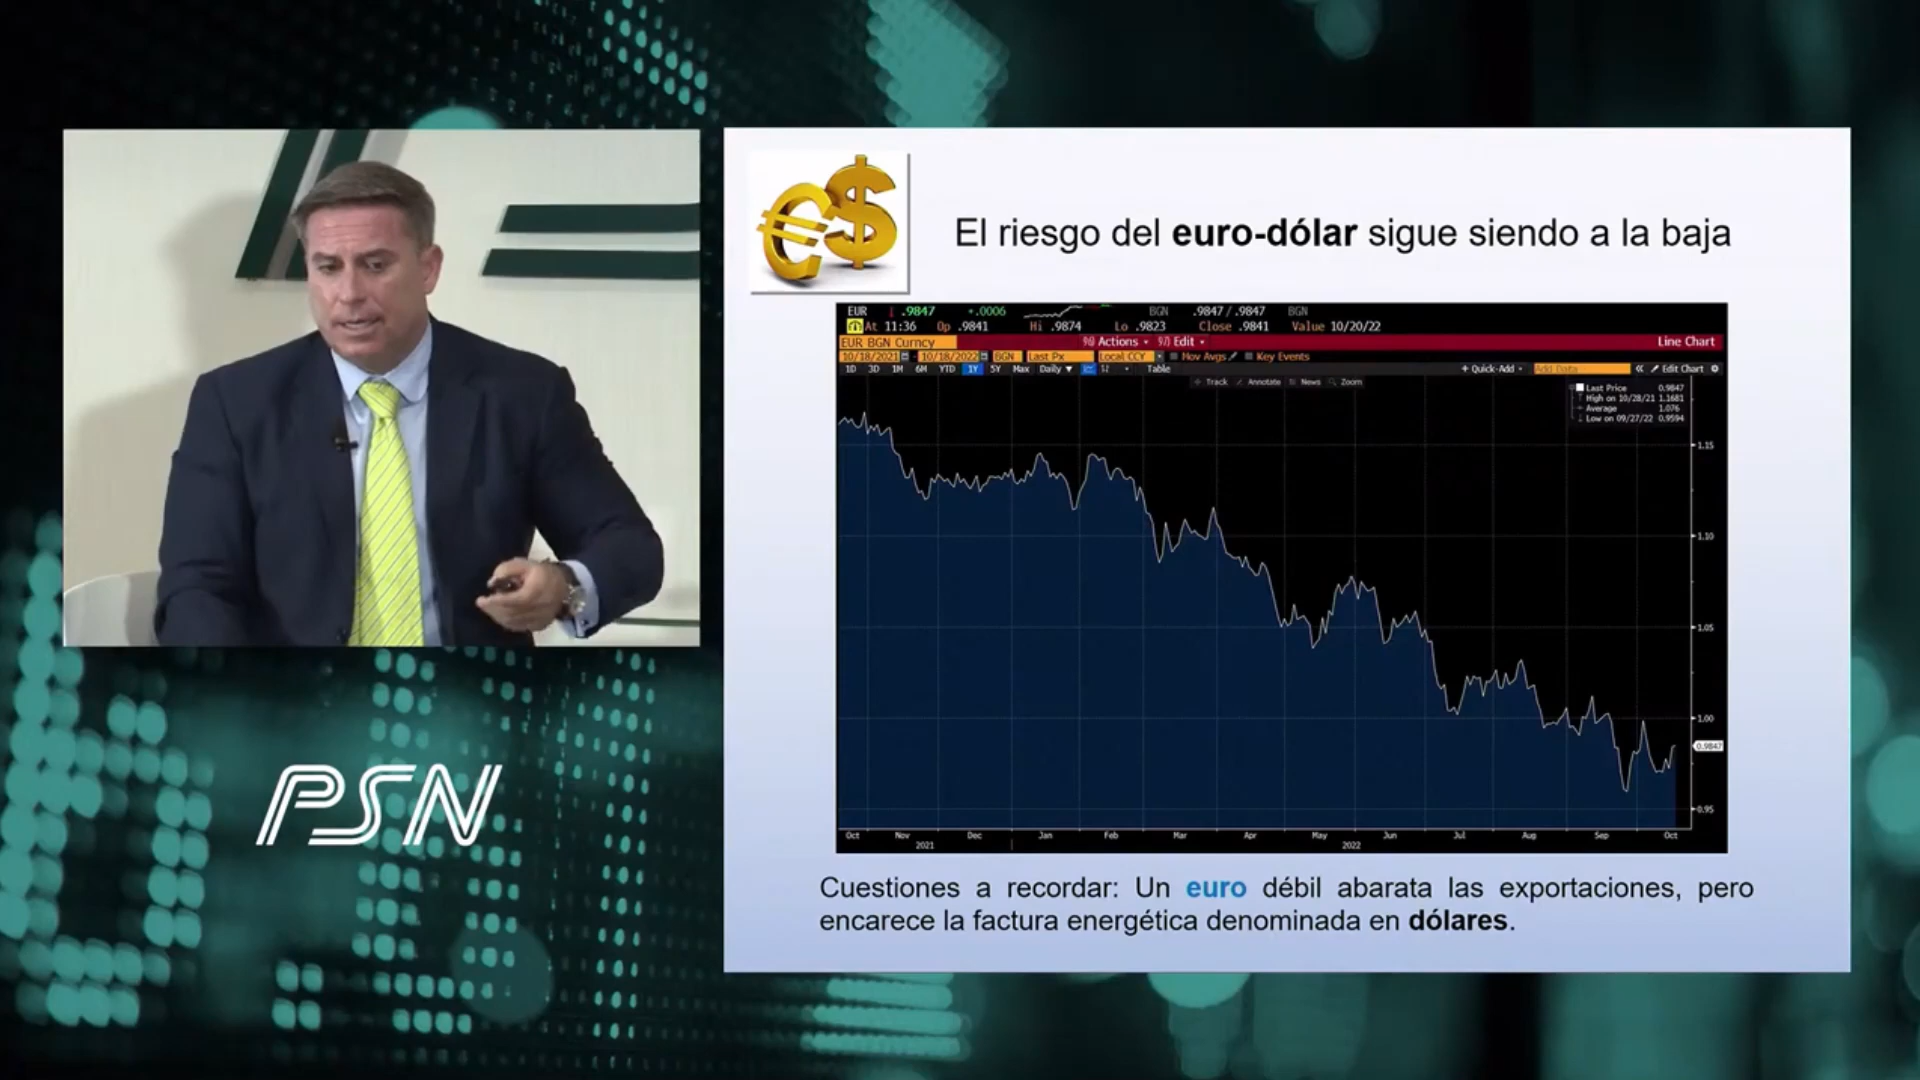 El riesgo del euro-dólar sigue siendo a la baja
EUR .9847 +.0006 BGN .9847/.9847 BGN
At 11:36 Op .9841 Hi .9874 Lo .9823 Close .9841 Value 10/20/22
EUR BGN Curncy 96) Actions 97) Edit Line Chart
10/18/2021 - 10/18/2022 BGN Last Px Local CCY Mov Avgs Key Events
1D 3D 1M 6M YTD 1Y 5Y Max Daily Table + Quick-Add Add Data « Edit Chart
+ Track Annotate News Zoom
Last Price 0.9847
High on 10/28/21 1.1681
Average 1.076
Low on 09/27/22 0.9594
1.15
1.10
1.05
1.00
0.9847
0.95
Oct Nov Dec Jan Feb Mar Apr May Jun Jul Aug Sep Oct
2021 2022
Cuestiones a recordar: Un euro débil abarata las exportaciones, pero
encarece la factura energética denominada en dólares.
PSN